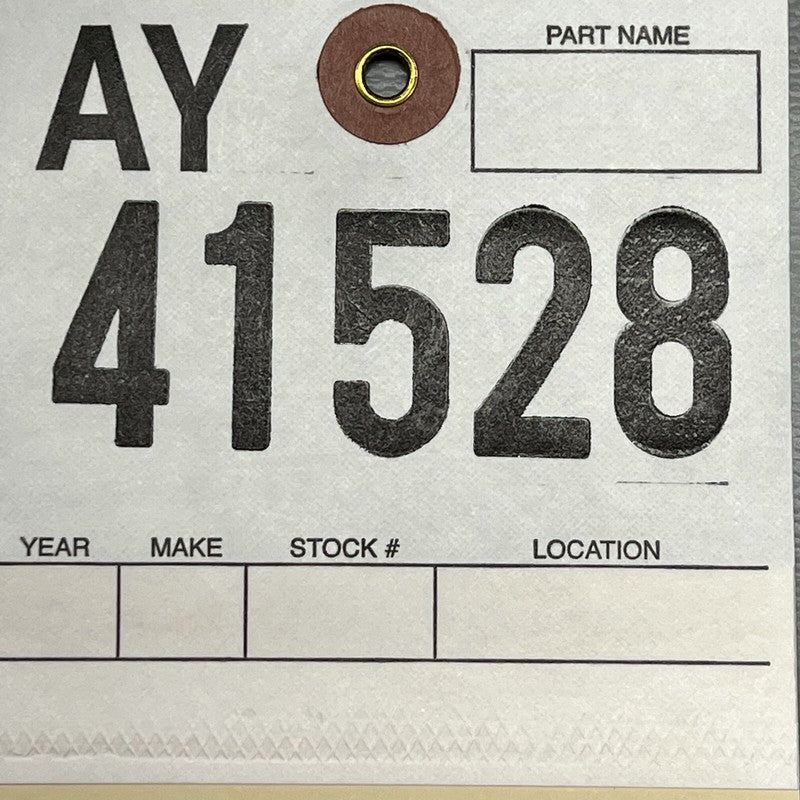 AY
PART NAME
41528
YEAR MAKE STOCK # LOCATION